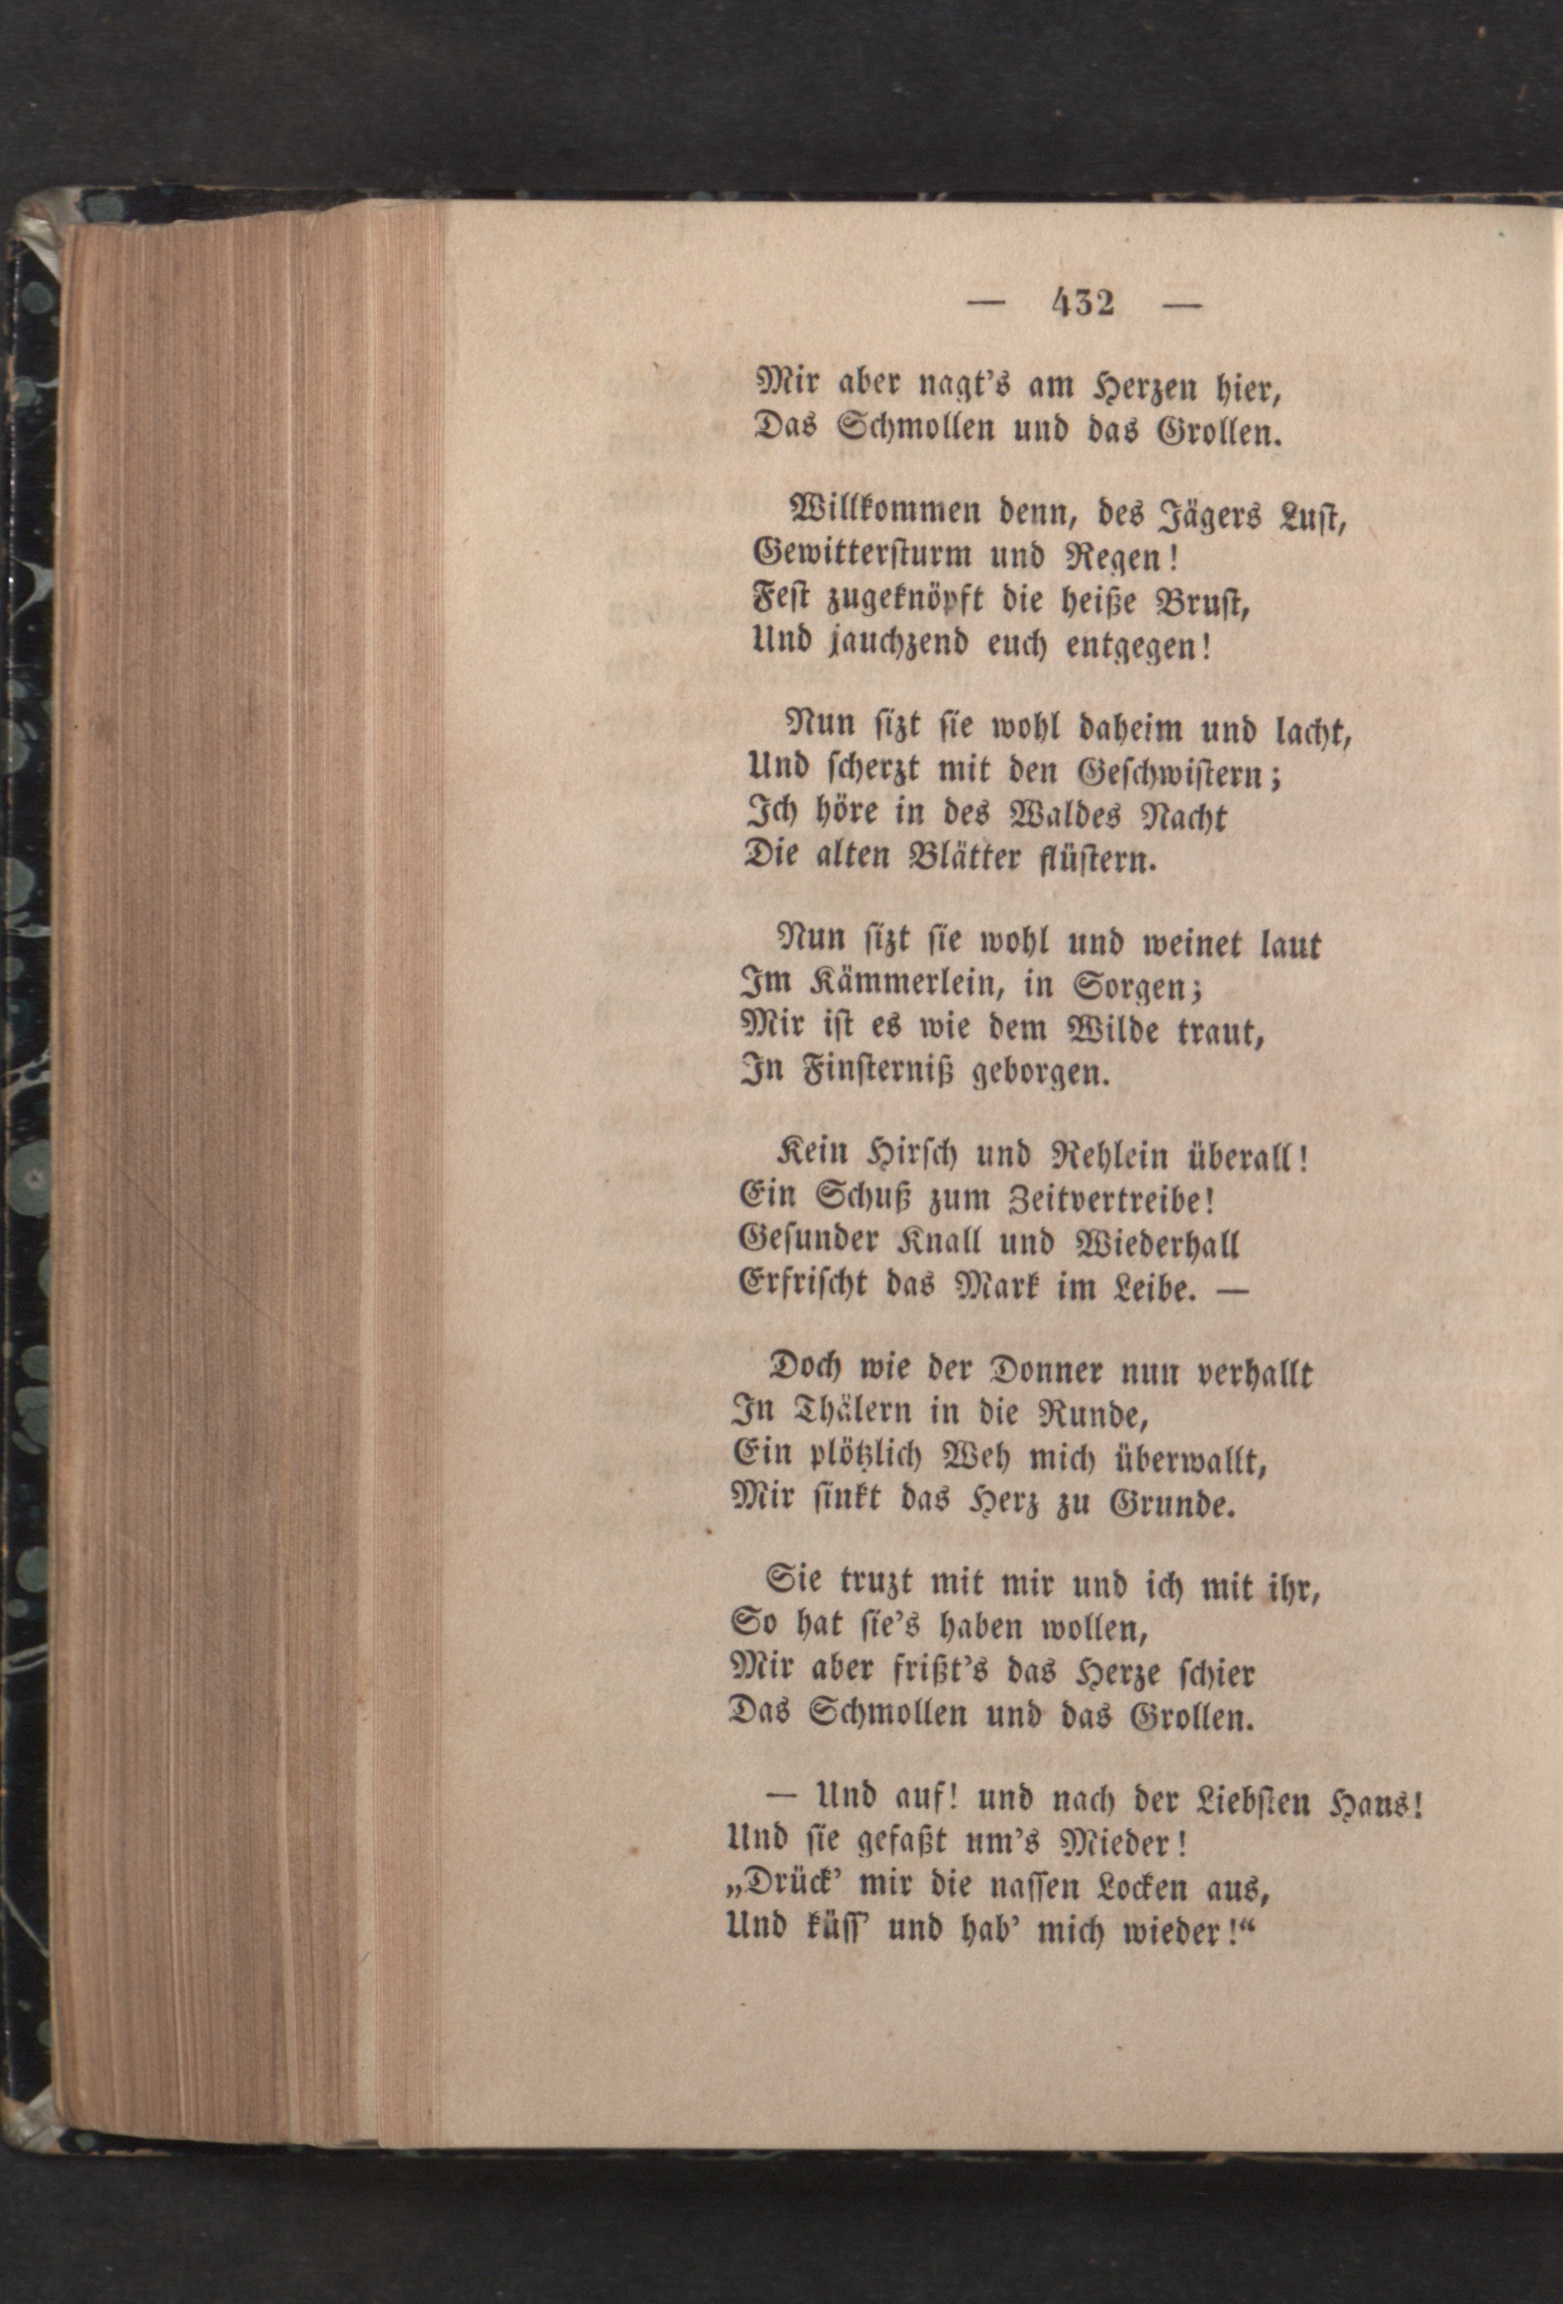 — 432 —
Mir aber nagt's am Herzen hier,
Das Schmollen und das Grollen.
Willkommen denn, des Jägers Luſt,
Gewitterſturm und Regen!
Feſt zugeknöpft die heiße Bruſt,
Und jauchzend euch entgegen!
Nun ſizt ſie wohl daheim und lacht,
Und ſcherzt mit den Geſchwiſtern;
Ich höre in des Waldes Nacht
Die alten Blätter flüſtern.
Nun ſizt ſie wohl und weinet laut
Im Kämmerlein, in Sorgen;
Mir iſt es wie dem Wilde traut,
In Finſterniß geborgen.
Kein Hirſch und Rehlein überall!
Ein Schuß zum Zeitvertreibe!
Geſunder Knall und Wiederhall
Erfriſcht das Mark im Leibe. —
Doch wie der Donner nun verhallt
In Thälern in die Runde,
Ein plötzlich Weh mich überwallt,
Mir ſinkt das Herz zu Grunde.
Sie truzt mit mir und ich mit ihr,
So hat ſie's haben wollen,
Mir aber frißt's das Herze ſchier
Das Schmollen und das Grollen.
— Und auf! und nach der Liebſten Haus!
Und ſie gefaßt um's Mieder!
„Drück' mir die naſſen Locken aus,
Und küſſ' und hab' mich wieder!“